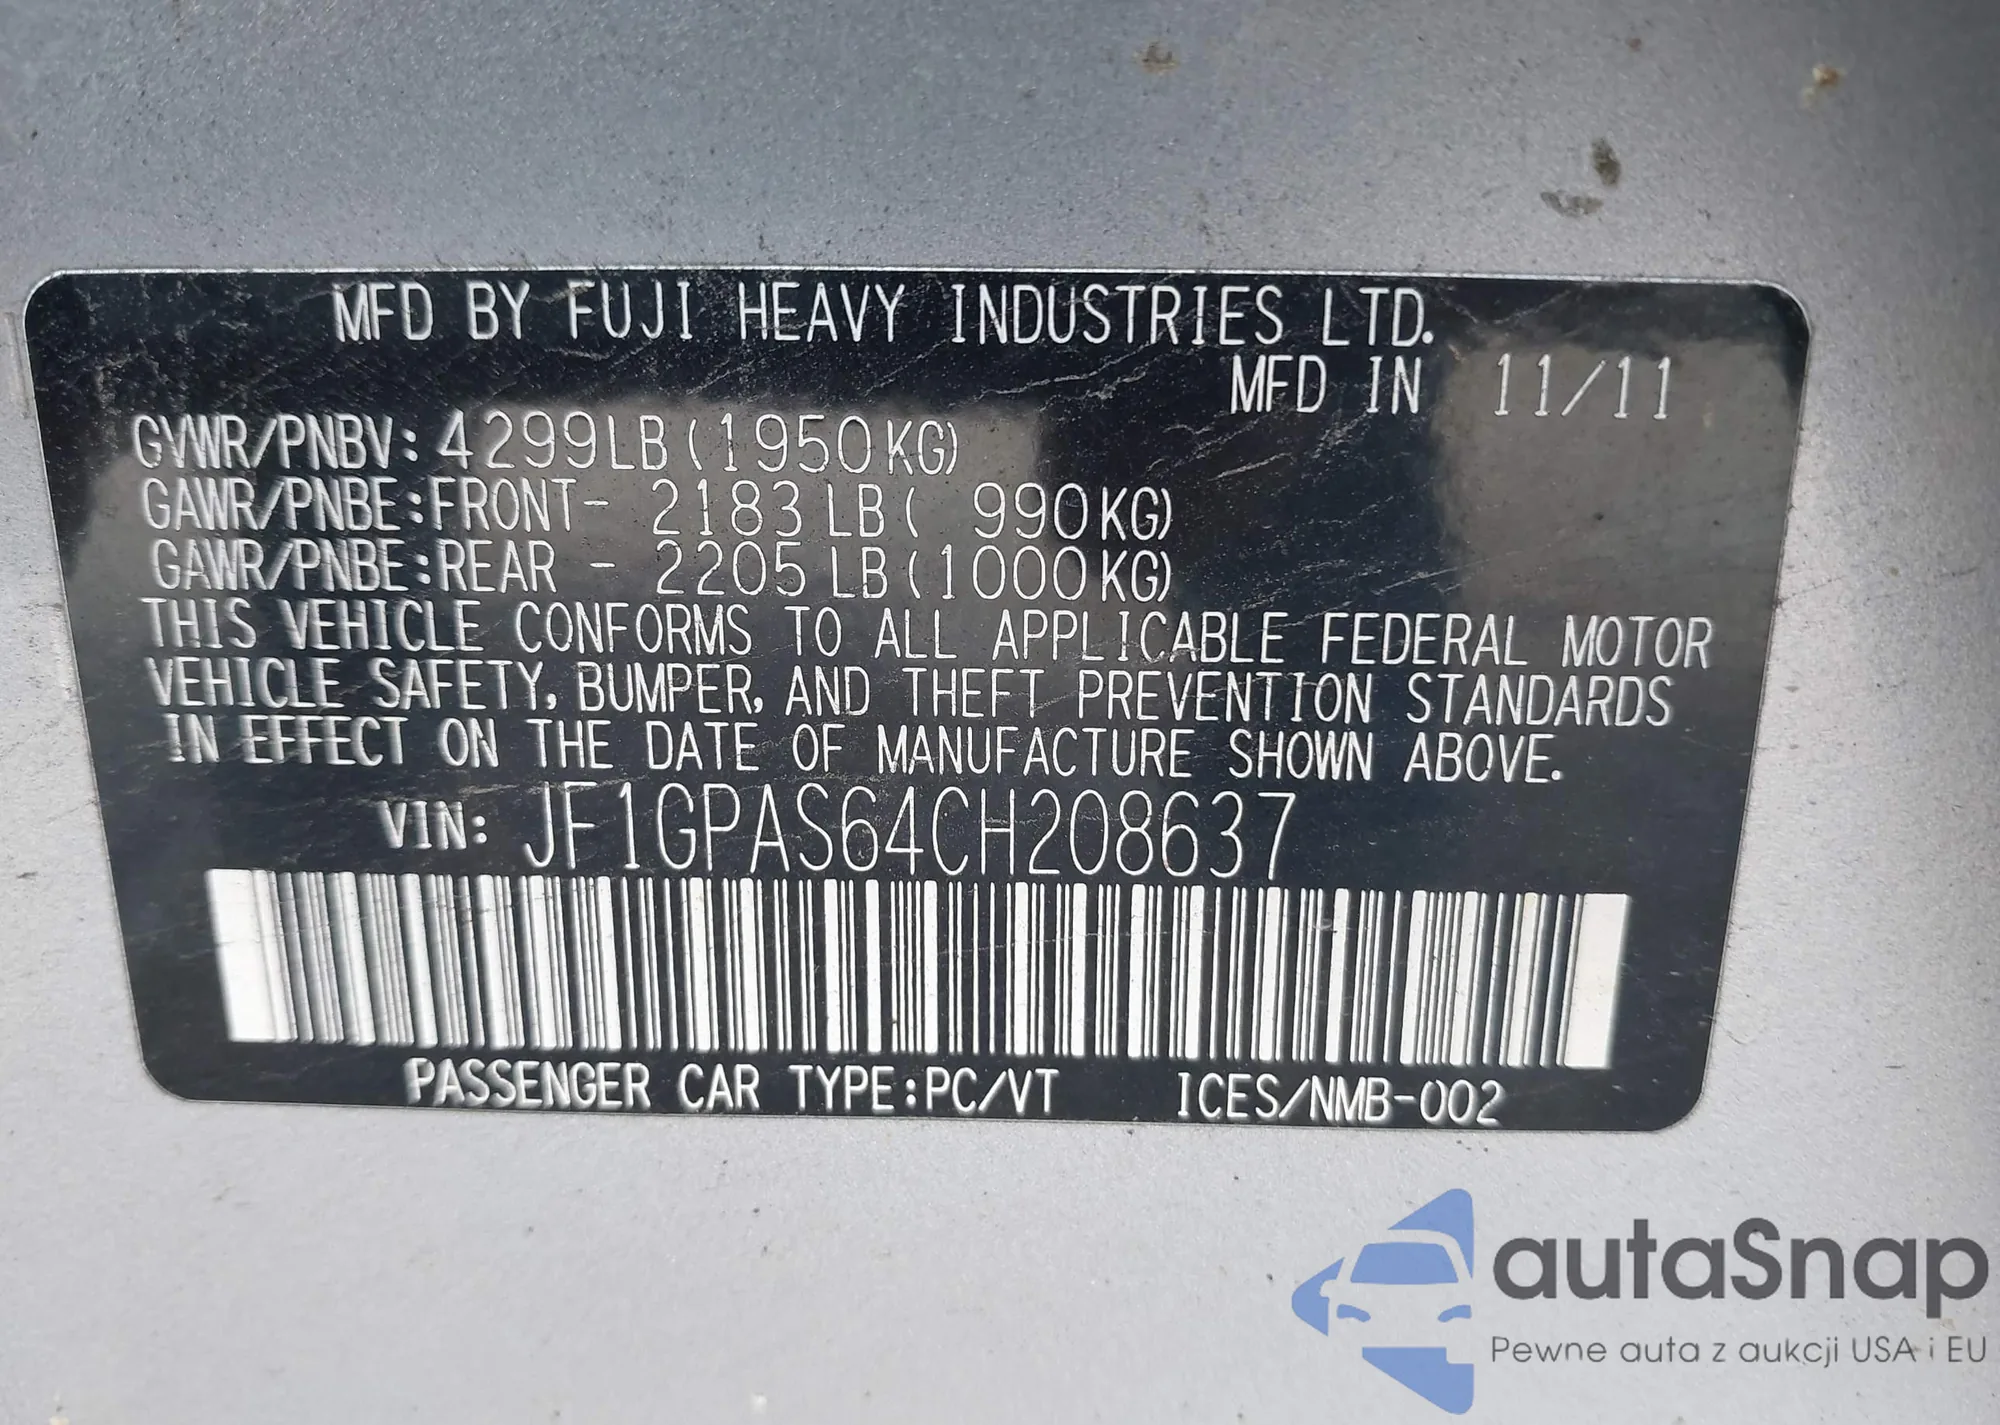 MFD BY FUJI HEAVY INDUSTRIES LTD.
MFD IN 11/11
GVWR/PNBV: 4299LB(1950KG)
GAWR/PNBE:FRONT- 2183LB( 990KG)
GAWR/PNBE:REAR - 2205LB(1000KG)
THIS VEHICLE CONFORMS TO ALL APPLICABLE FEDERAL MOTOR
VEHICLE SAFETY, BUMPER, AND THEFT PREVENTION STANDARDS
IN EFFECT ON THE DATE OF MANUFACTURE SHOWN ABOVE.
VIN: JF1GPAS64CH208637
PASSENGER CAR TYPE:PC/VT ICES/NMB-002
autaSnap
Pewne auta z aukcji USA i EU